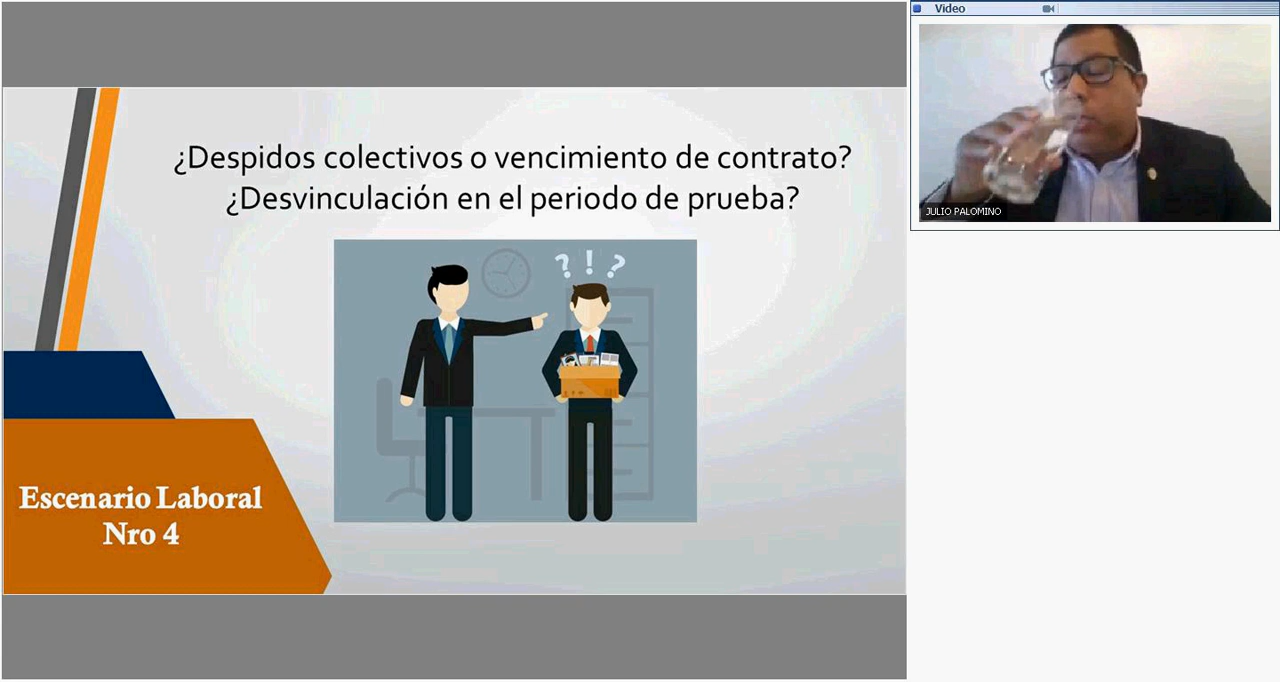 ¿Despidos colectivos o vencimiento de contrato?
¿Desvinculación en el periodo de prueba?
? ! ?
Escenario Laboral
Nro 4
Video
JULIO PALOMINO